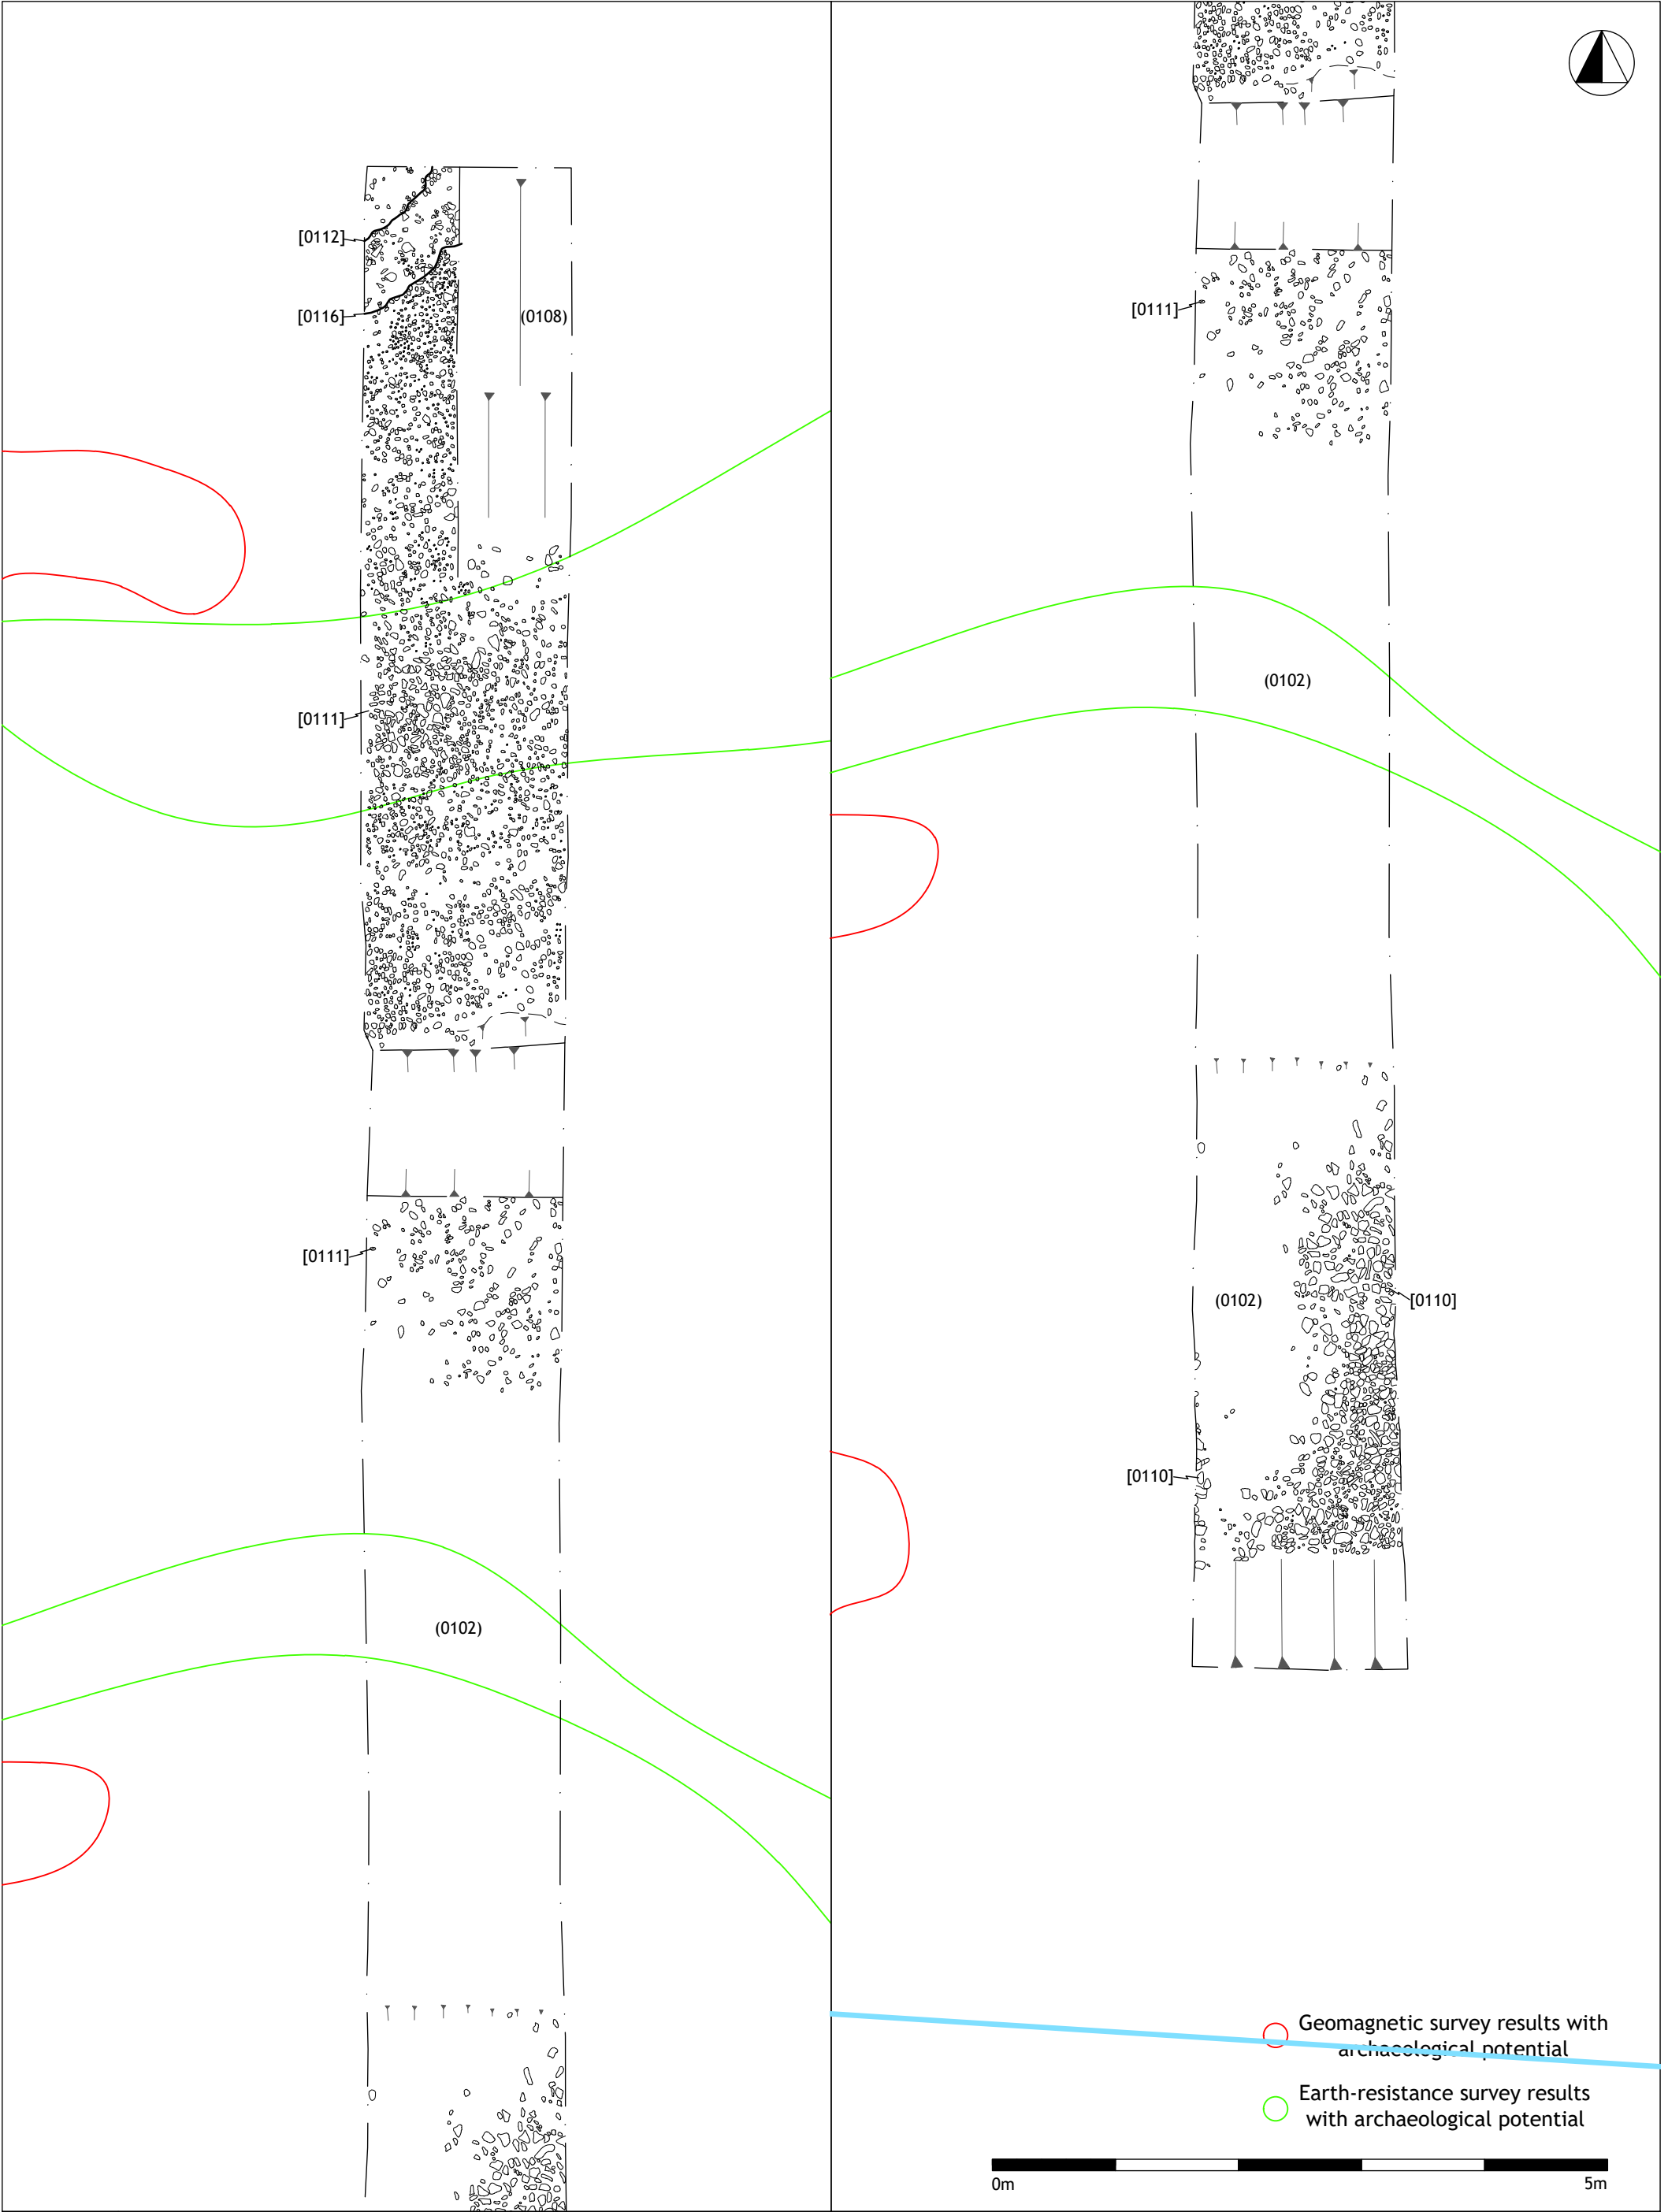 [0112]
[0116]
(0108)
[0111]
[0111]
(0102)
[0111]
(0102)
(0102)
[0110]
[0110]
Geomagnetic survey results with
archaeological potential
Earth-resistance survey results
with archaeological potential
0m
5m